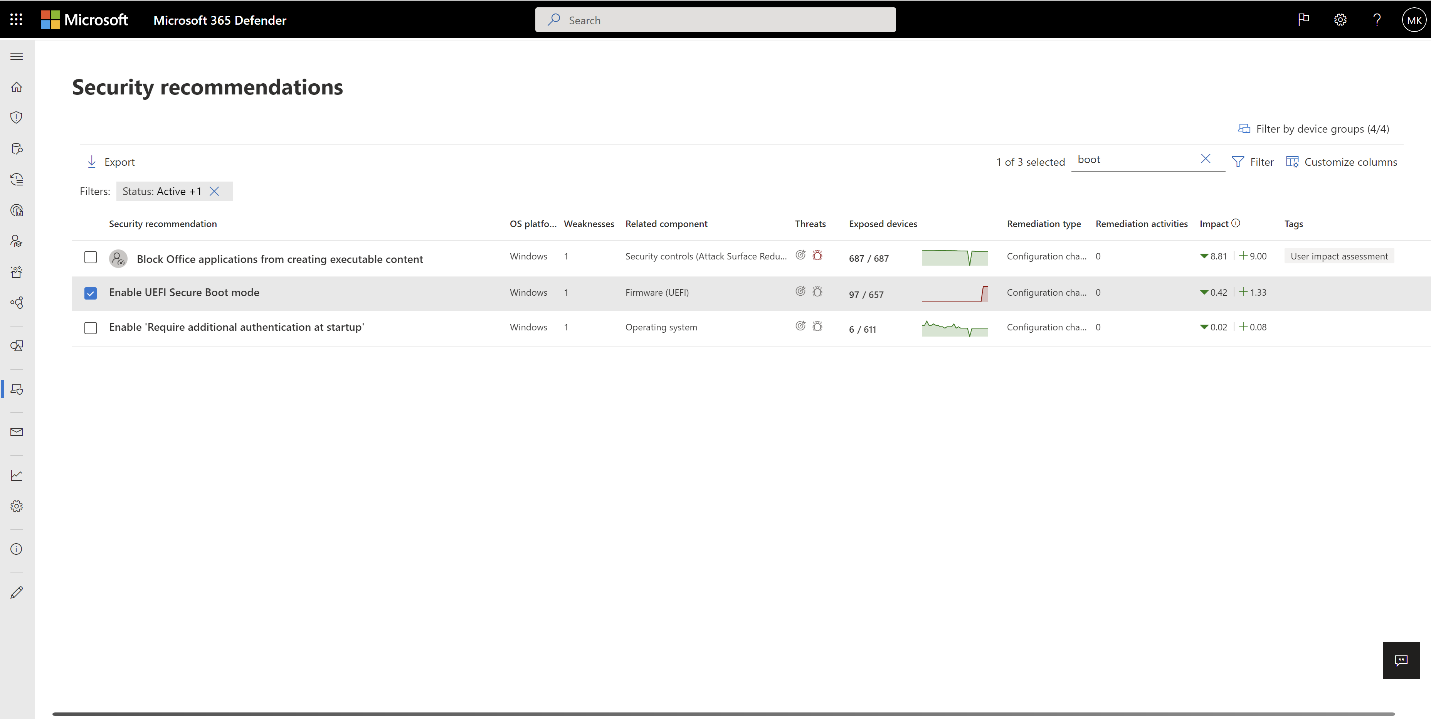 Microsoft Microsoft 365 Defender Search ? MK
Security recommendations
Filter by device groups (4/4)
Export 1 of 3 selected boot Filter Customize columns
Filters: Status: Active +1
Security recommendation OS platfo... Weaknesses Related component Threats Exposed devices Remediation type Remediation activities Impact Tags
Block Office applications from creating executable content Windows 1 Security controls (Attack Surface Redu... 687 / 687 Configuration cha... 0 8.81 +9.00 User impact assessment
Enable UEFI Secure Boot mode Windows 1 Firmware (UEFI) 97 / 657 Configuration cha... 0 0.42 +1.33
Enable 'Require additional authentication at startup' Windows 1 Operating system 6 / 611 Configuration cha... 0 0.02 +0.08